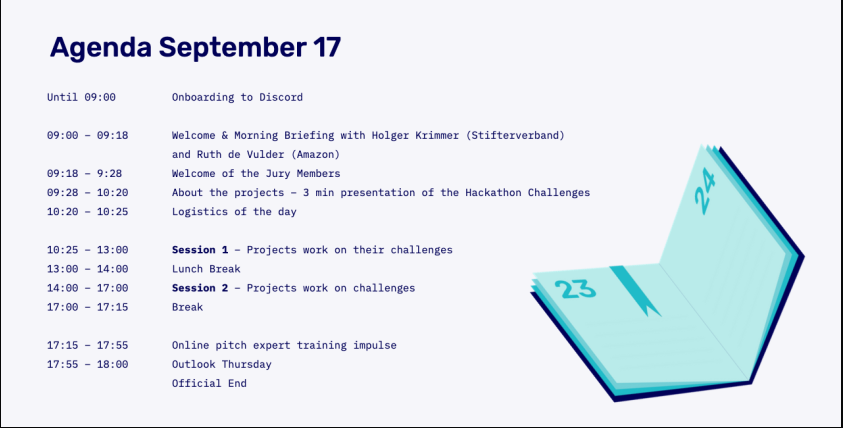 Agenda September 17
Until 09:00 Onboarding to Discord
09:00 – 09:18 Welcome & Morning Briefing with Holger Krimmer (Stifterverband)
and Ruth de Vulder (Amazon)
09:18 – 9:28 Welcome of the Jury Members
09:28 – 10:20 About the projects – 3 min presentation of the Hackathon Challenges
10:20 – 10:25 Logistics of the day
10:25 – 13:00 Session 1 – Projects work on their challenges
13:00 – 14:00 Lunch Break
14:00 – 17:00 Session 2 – Projects work on challenges
17:00 – 17:15 Break
17:15 – 17:55 Online pitch expert training impulse
17:55 – 18:00 Outlook Thursday
Official End
23
24